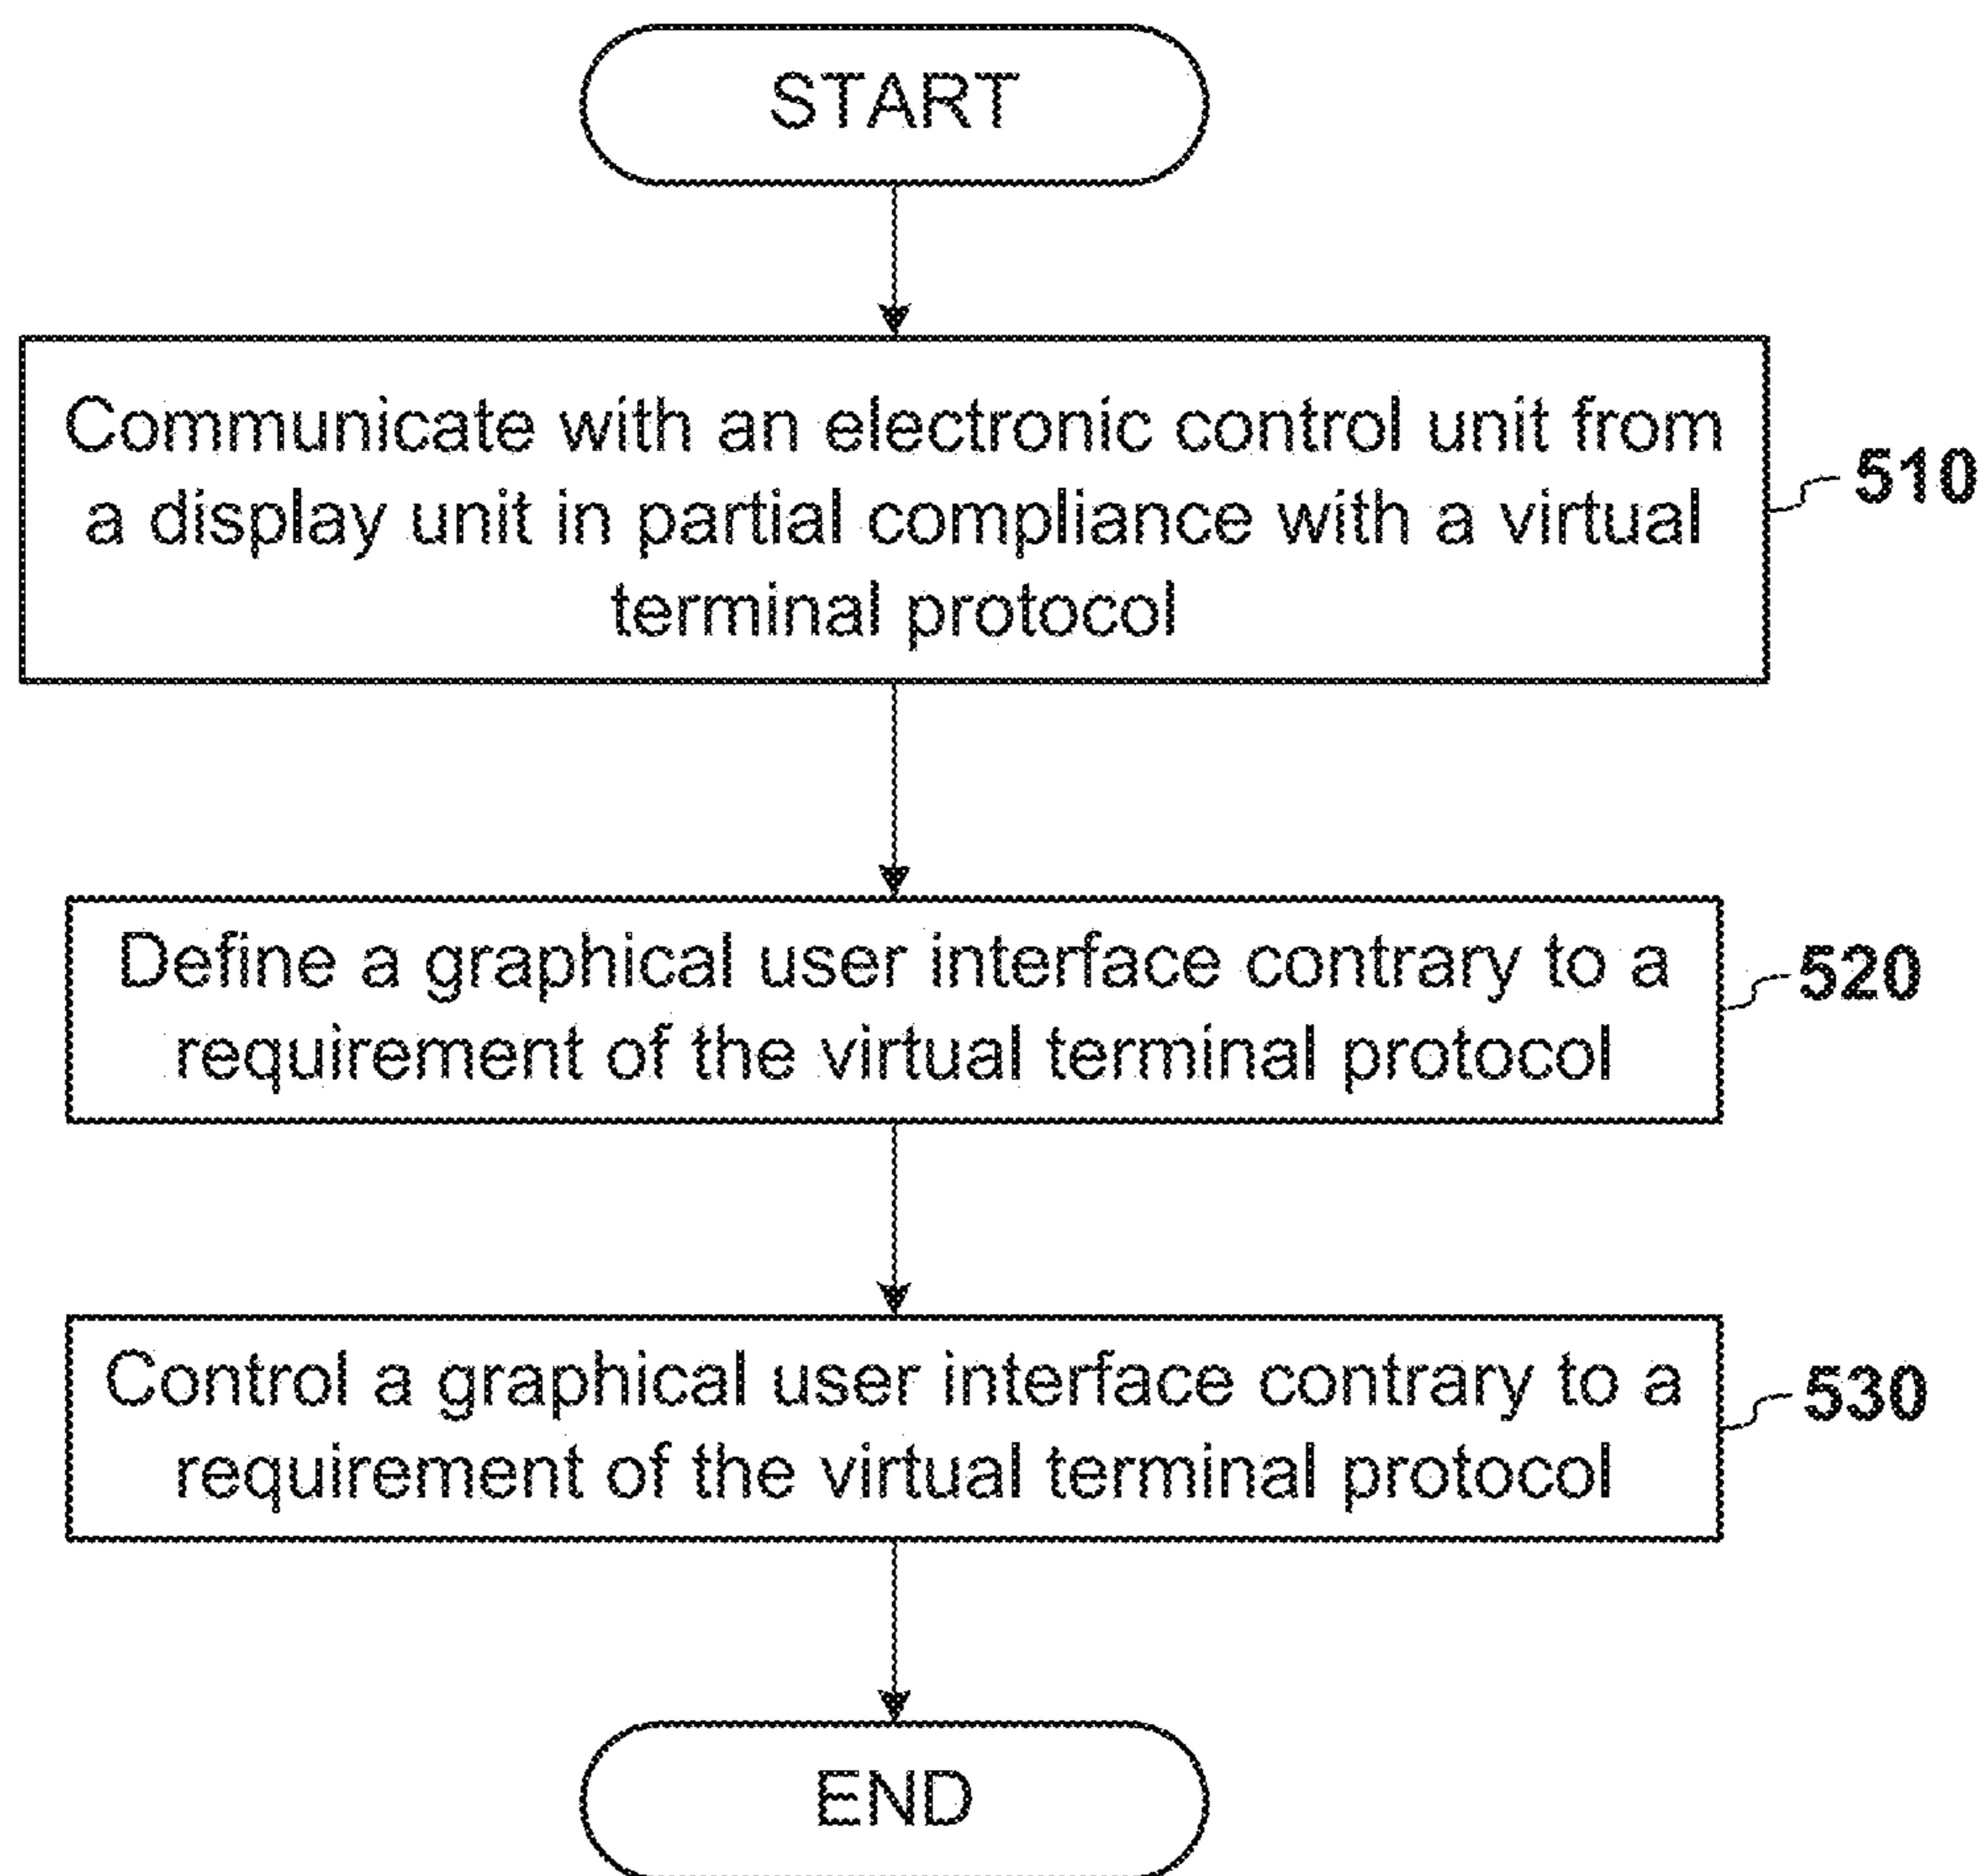 START
Communicate with an electronic control unit from
a display unit in partial compliance with a virtual
terminal protocol
510
Define a graphical user interface contrary to a
requirement of the virtual terminal protocol
520
Control a graphical user interface contrary to a
requirement of the virtual terminal protocol
530
END